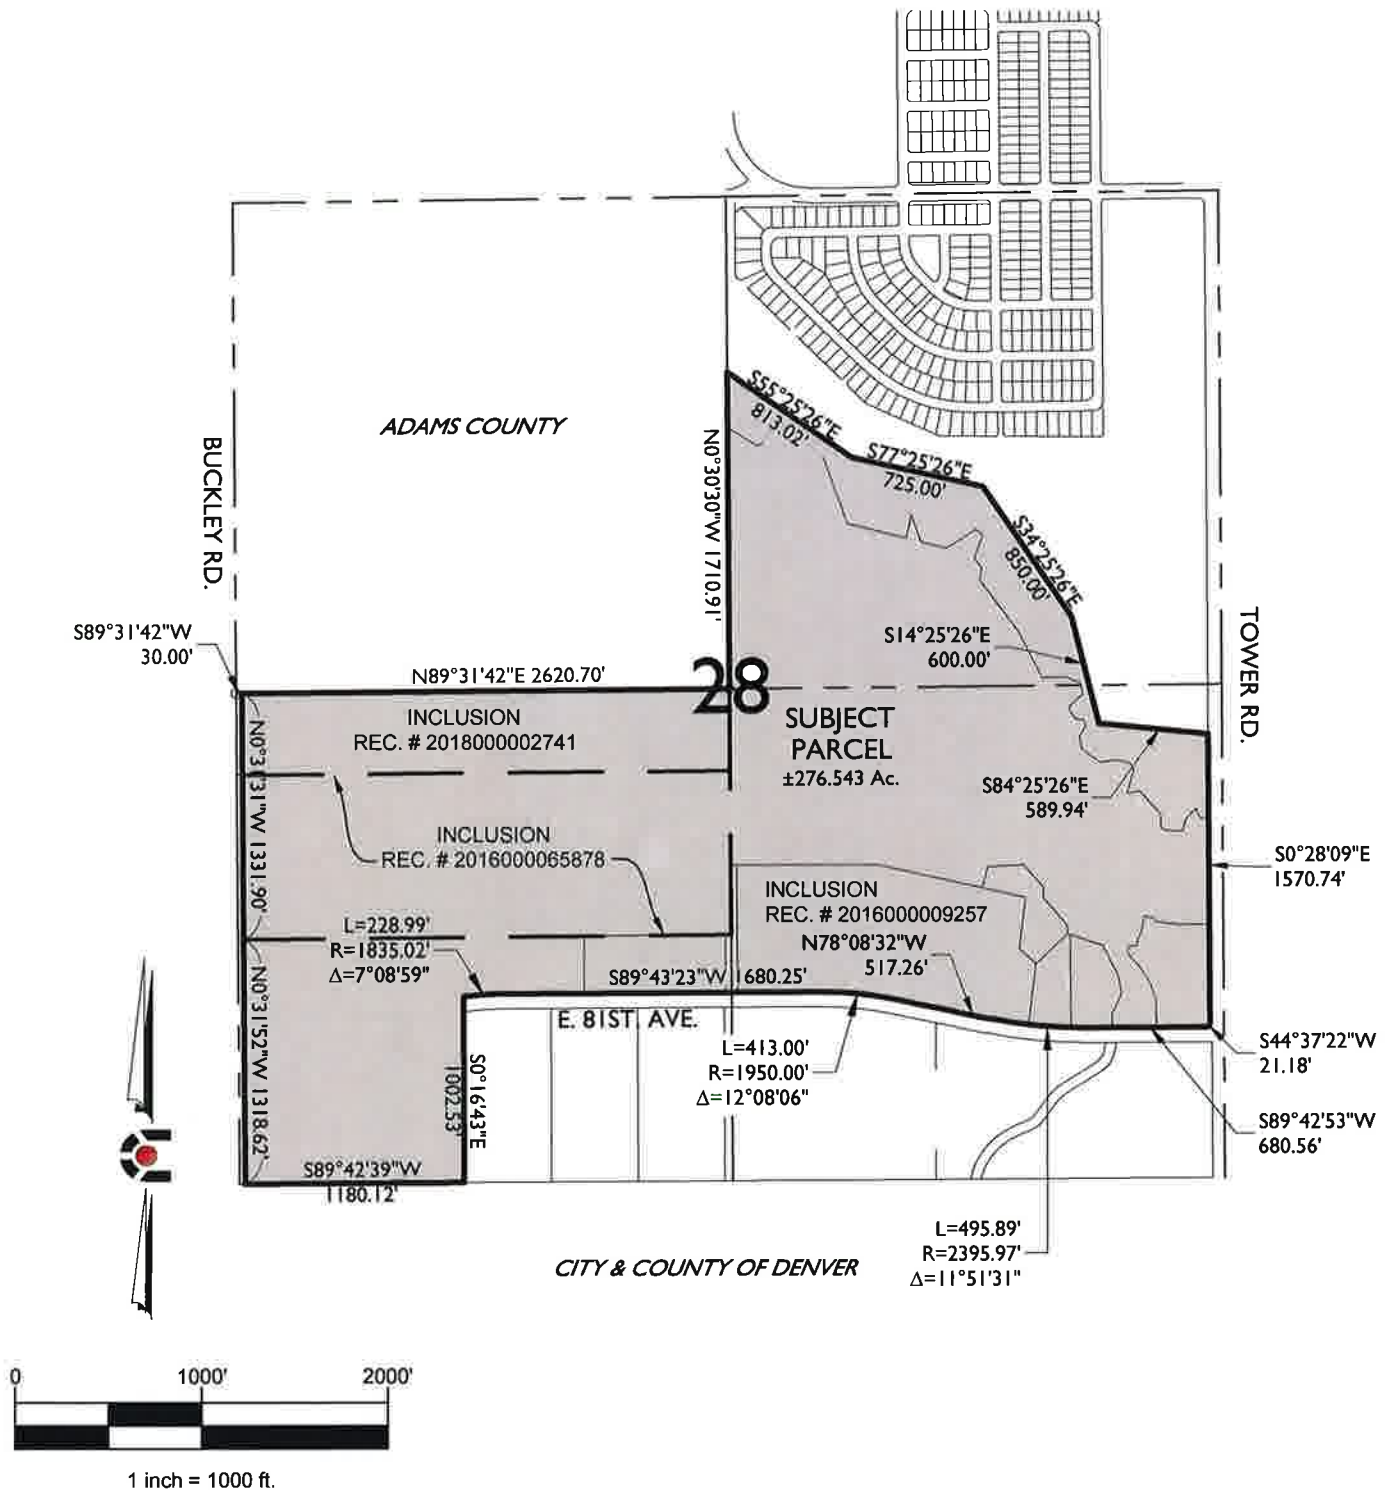 S55°25'26"E
813.02'
S77°25'26"E
725.00'
ADAMS COUNTY
BUCKLEY RD.
N0°30'30"W 1710.91'
S34°25'26"E
850.00'
S89°31'42"W
30.00'
S14°25'26"E
600.00'
TOWER RD.
N89°31'42"E 2620.70'
28
INCLUSION
REC. # 2018000002741
SUBJECT
PARCEL
±276.543 Ac.
N0°31'31"W 1331.90'
S84°25'26"E
589.94'
INCLUSION
REC. # 2016000065878
S0°28'09"E
1570.74'
INCLUSION
REC. # 2016000009257
L=228.99'
R=1835.02'
Δ=7°08'59"
N78°08'32"W
517.26'
S89°43'23"W 1680.25'
E. 81ST. AVE.
N0°31'52"W 1318.62'
S0°16'43"E
1002.53'
L=413.00'
R=1950.00'
Δ=12°08'06"
S44°37'22"W
21.18'
S89°42'53"W
680.56'
S89°42'39"W
1180.12'
L=495.89'
R=2395.97'
Δ=11°51'31"
CITY & COUNTY OF DENVER
0 1000' 2000'
1 inch = 1000 ft.